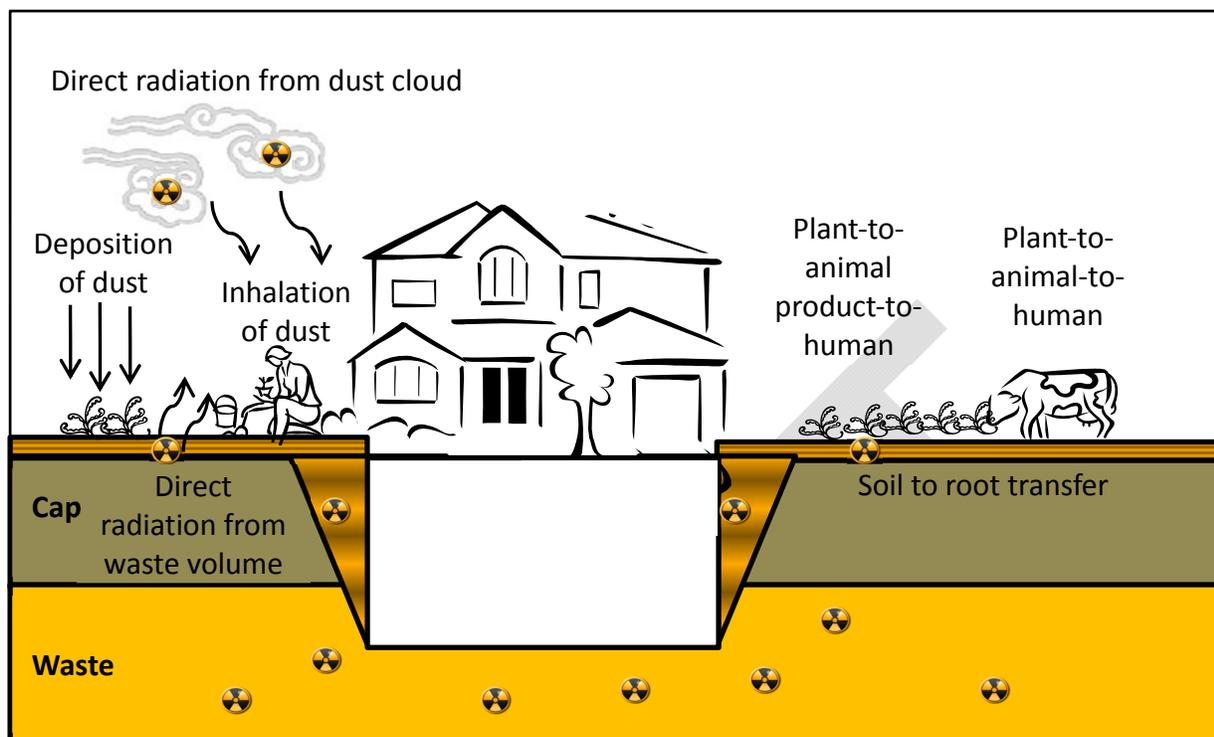 Direct radiation from dust cloud
Deposition
of dust
Inhalation
of dust
Plant-to-
animal
product-to-
human
Plant-to-
animal-to-
human
Cap
Direct
radiation from
waste volume
Soil to root transfer
Waste